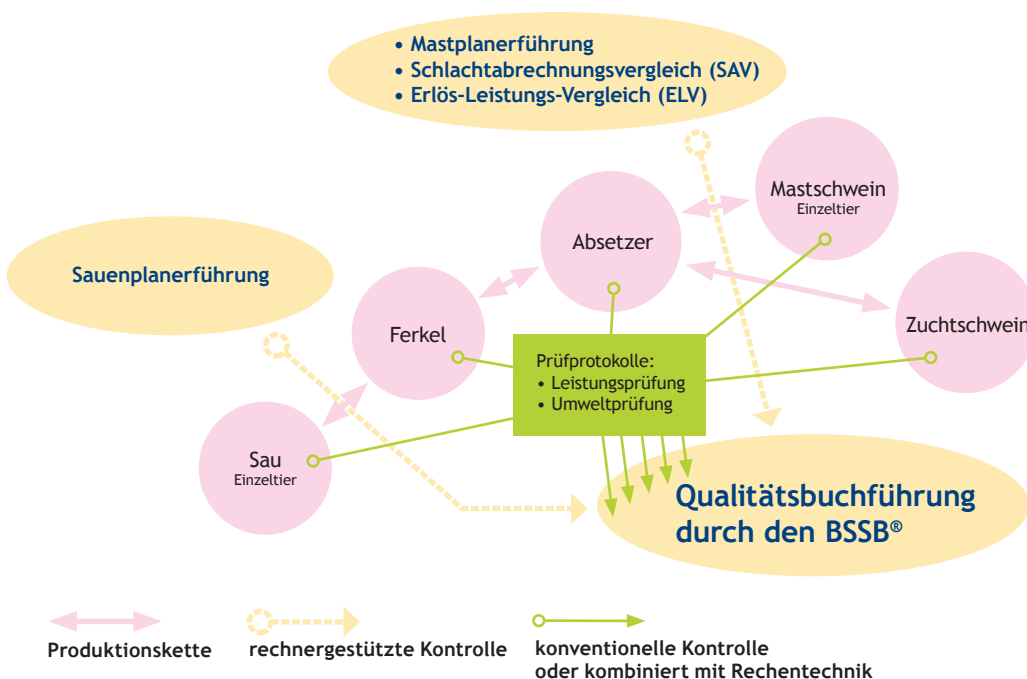 • Mastplanerführung
• Schlachtabrechnungsvergleich (SAV)
• Erlös-Leistungs-Vergleich (ELV)
Mastschwein
Einzeltier
Absetzer
Sauenplanerführung
Ferkel
Zuchtschwein
Prüfprotokolle:
• Leistungsprüfung
• Umweltprüfung
Sau
Einzeltier
Qualitätsbuchführung
durch den BSSB®
Produktionskette
rechnergestützte Kontrolle
konventionelle Kontrolle
oder kombiniert mit Rechentechnik